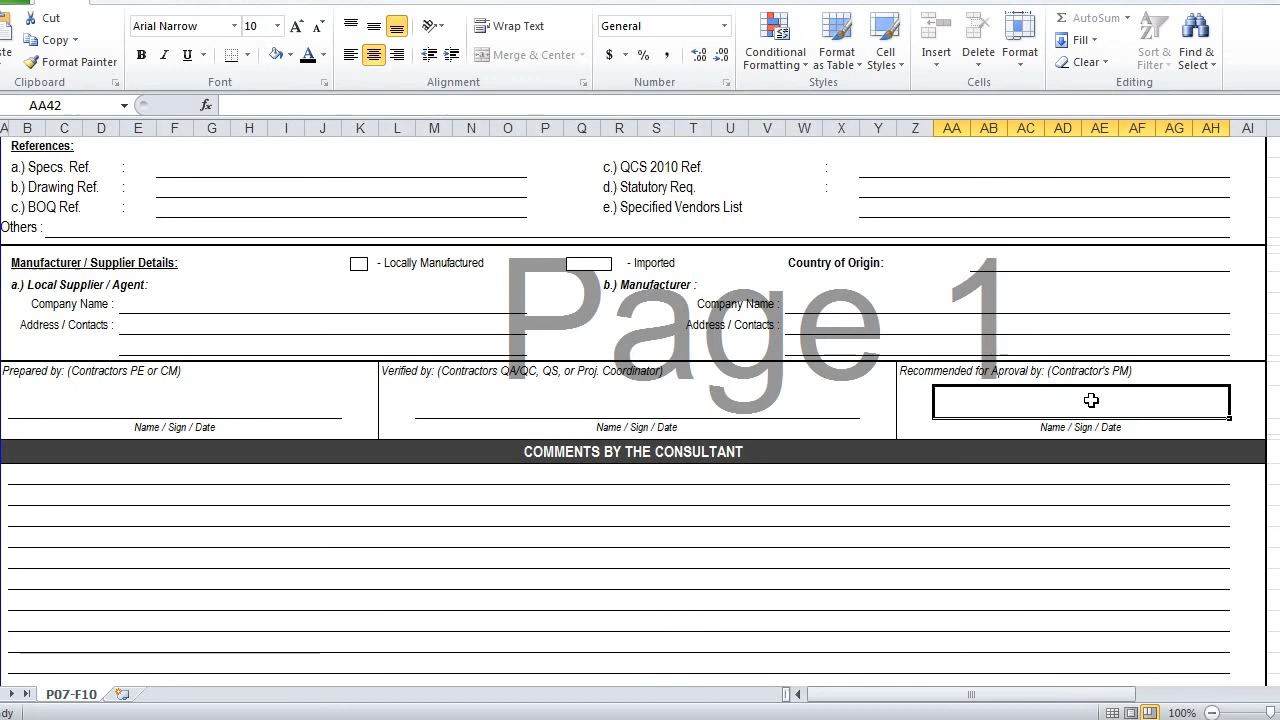 Cut
Copy
Format Painter
Clipboard
Arial Narrow 10
B I U A
Font
Wrap Text
Merge & Center
Alignment
General
$ % ,
Number
Conditional Formatting
Format as Table
Cell Styles
Styles
Insert
Delete
Format
Cells
AutoSum
Fill
Clear
Sort & Filter
Find & Select
Editing
AA42
fx
A B C D E F G H I J K L M N O P Q R S T U V W X Y Z AA AB AC AD AE AF AG AH AI
References:
a.) Specs. Ref. : c.) QCS 2010 Ref. :
b.) Drawing Ref. : d.) Statutory Req. :
c.) BOQ Ref. : e.) Specified Vendors List
Others :
Manufacturer / Supplier Details: - Locally Manufactured - Imported Country of Origin:
a.) Local Supplier / Agent: b.) Manufacturer :
Company Name : Company Name :
Address / Contacts : Address / Contacts :
Page 1
Prepared by: (Contractors PE or CM) Verified by: (Contractors QA/QC, QS, or Proj. Coordinator) Recommended for Aproval by: (Contractor's PM)
Name / Sign / Date Name / Sign / Date Name / Sign / Date
COMMENTS BY THE CONSULTANT
P07-F10
100%